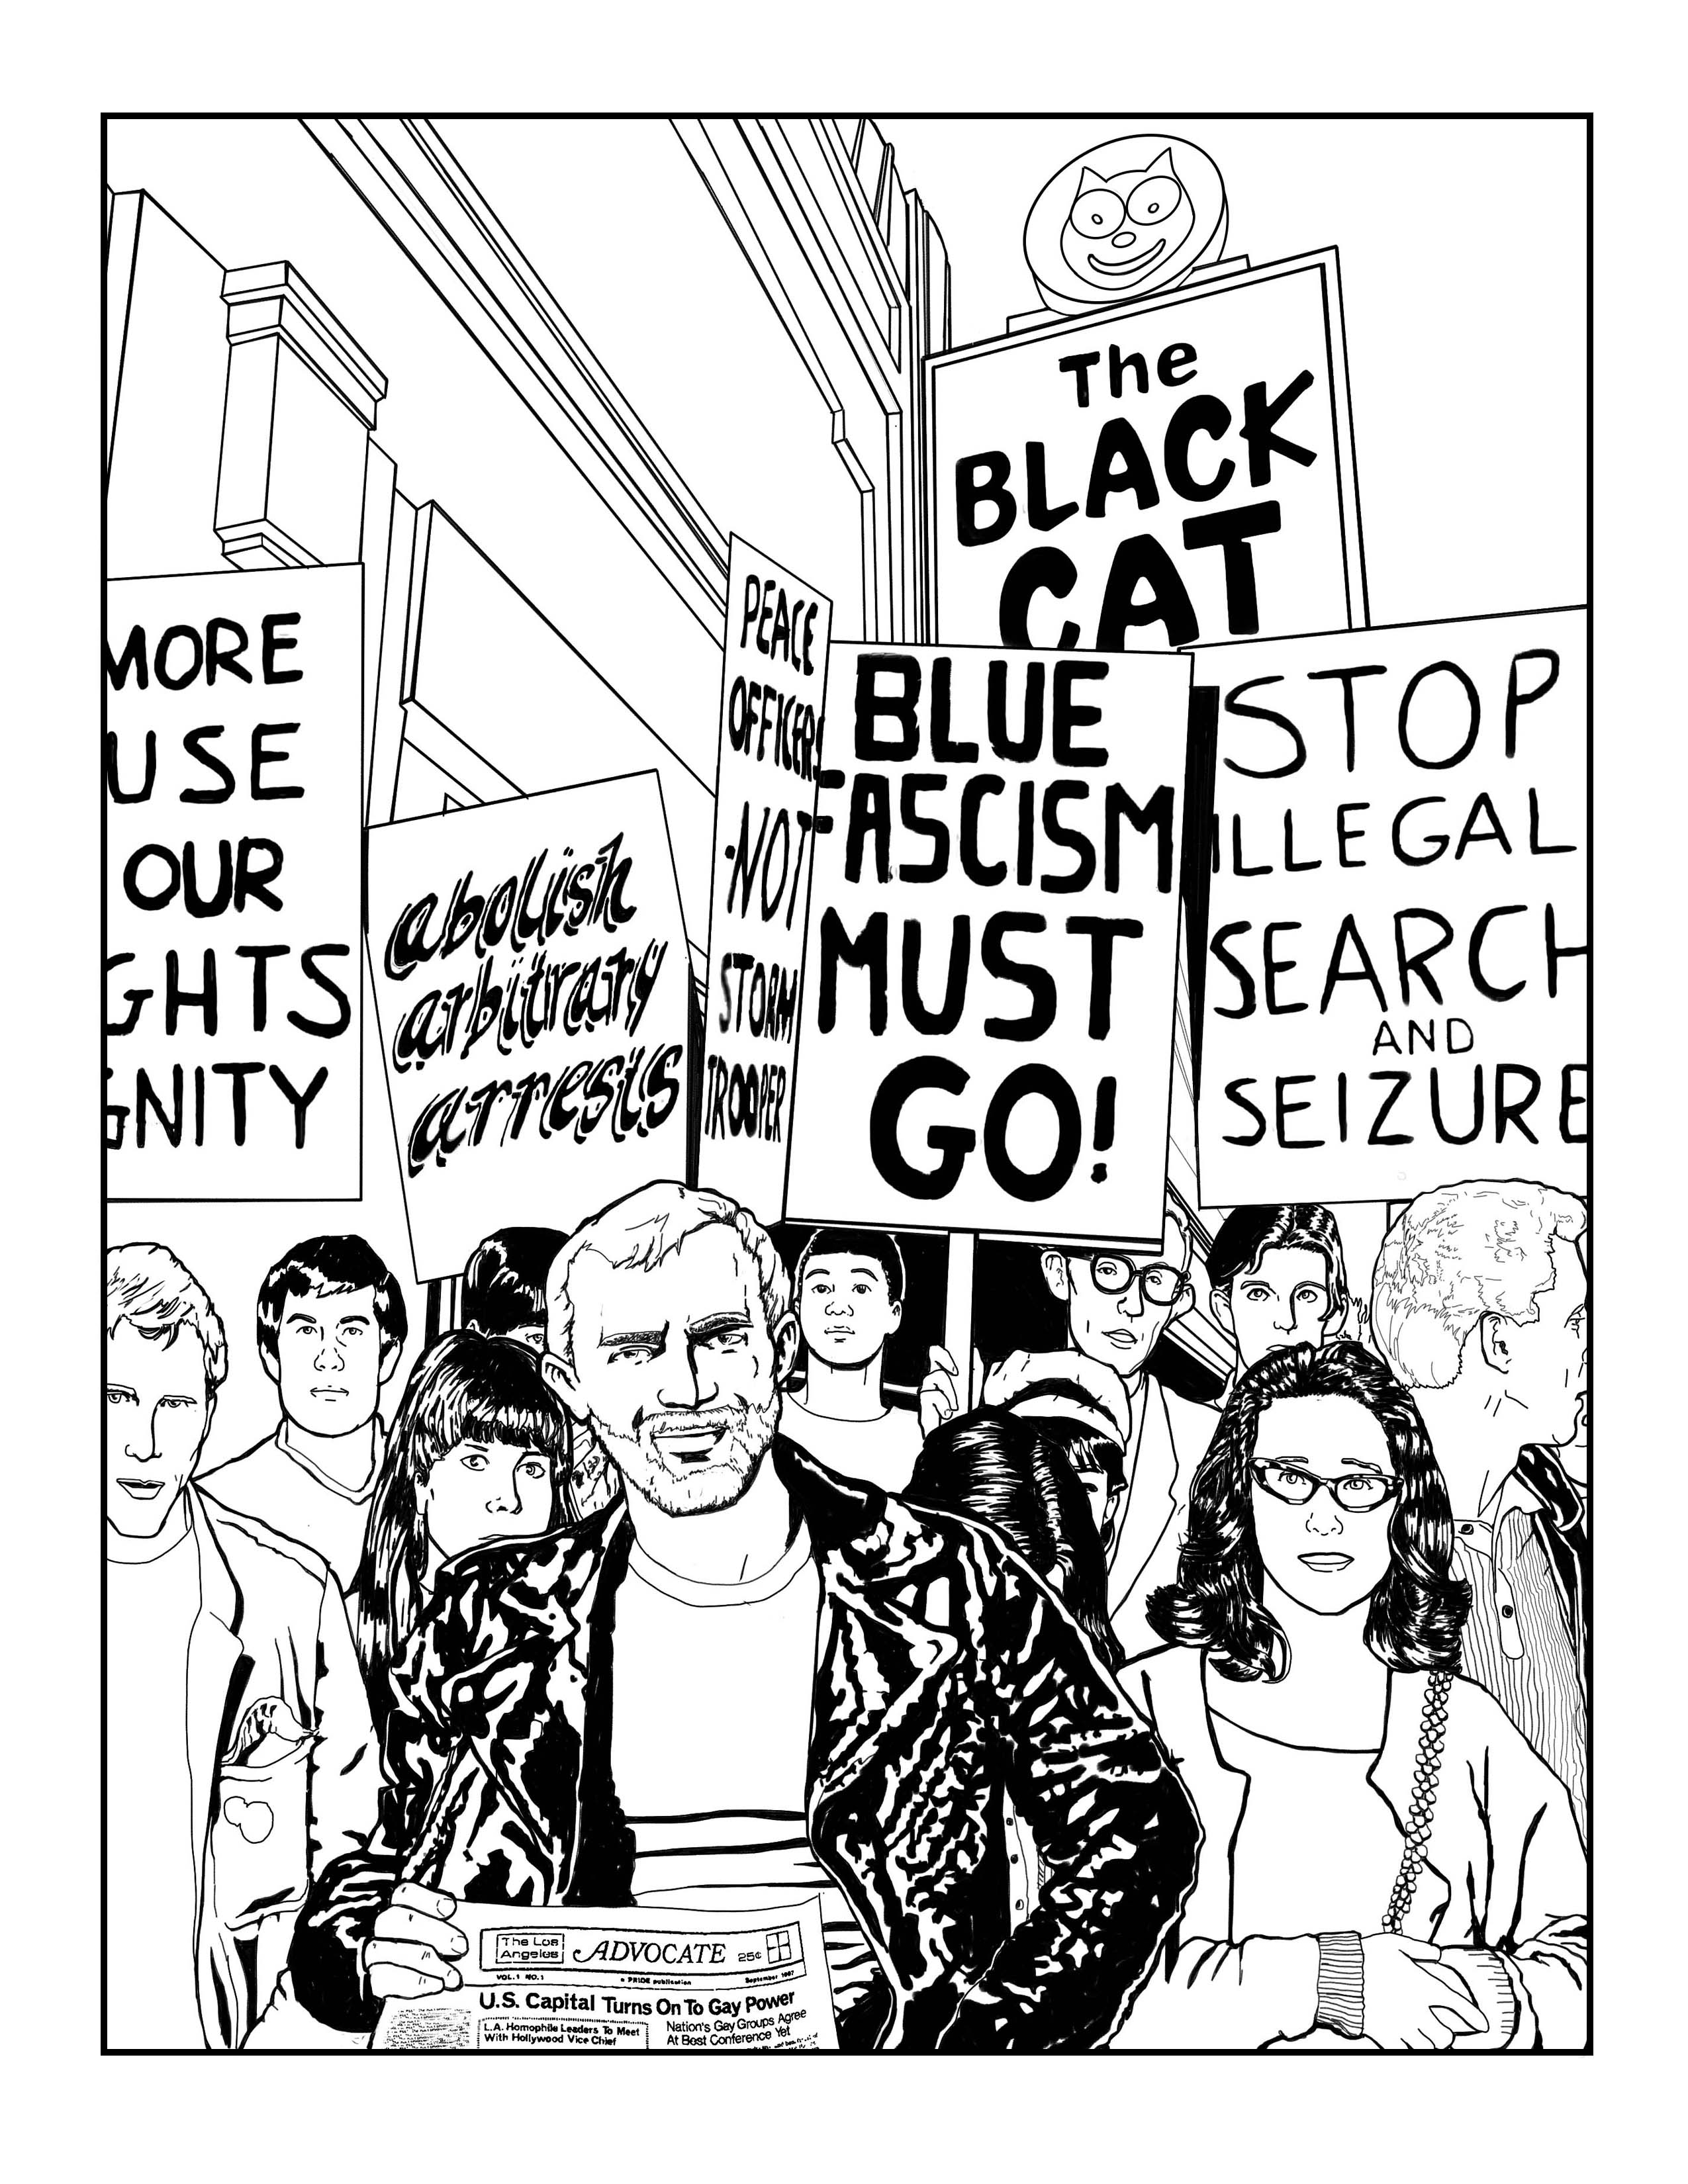 The
BLACK
CAT
MORE
USE
OUR
GHTS
GNITY
abolish
arbitrary
arrests
PEACE
OFFICERS
-NOT
STORM
TROOPER
BLUE
FASCISM
MUST
GO!
STOP
ILLEGAL
SEARCH
AND
SEIZURE
The Los
Angeles
ADVOCATE 25¢
VOL. 1 NO. 1 a PRIDE publication September 1967
U.S. Capital Turns On To Gay Power
L.A. Homophile Leaders To Meet
With Hollywood Vice Chief
Nation's Gay Groups Agree
At Best Conference Yet